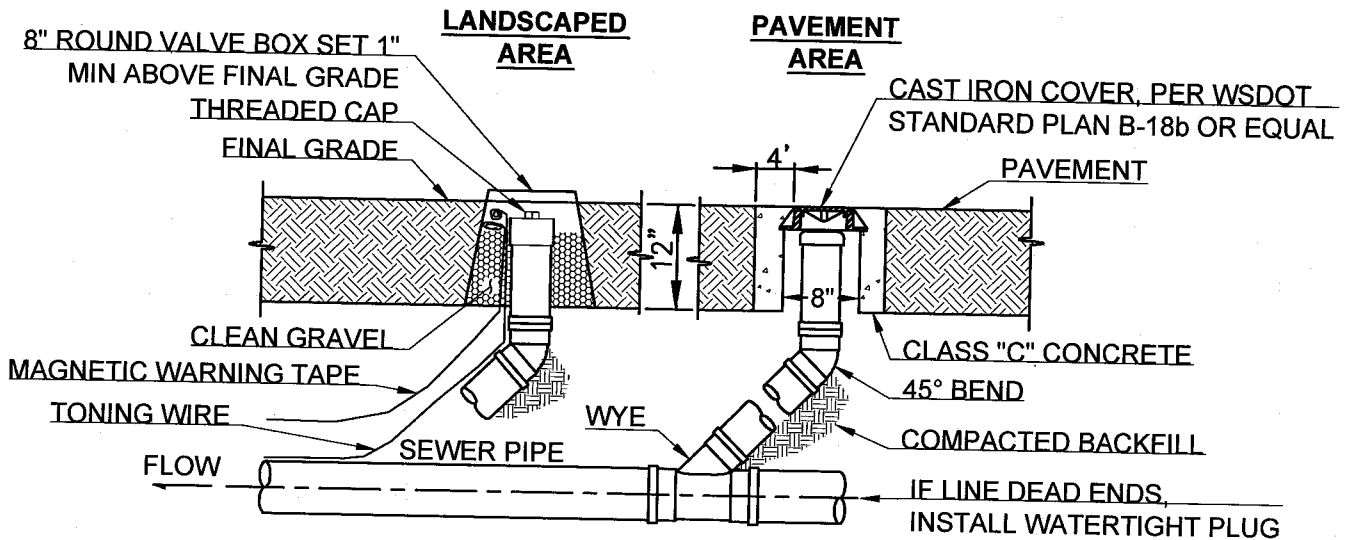 LANDSCAPED
AREA
PAVEMENT
AREA
8" ROUND VALVE BOX SET 1"
MIN ABOVE FINAL GRADE
THREADED CAP
FINAL GRADE
CAST IRON COVER, PER WSDOT
STANDARD PLAN B-18b OR EQUAL
4'
PAVEMENT
12"
8"
CLEAN GRAVEL
MAGNETIC WARNING TAPE
TONING WIRE
CLASS "C" CONCRETE
45° BEND
WYE
COMPACTED BACKFILL
SEWER PIPE
FLOW
IF LINE DEAD ENDS,
INSTALL WATERTIGHT PLUG